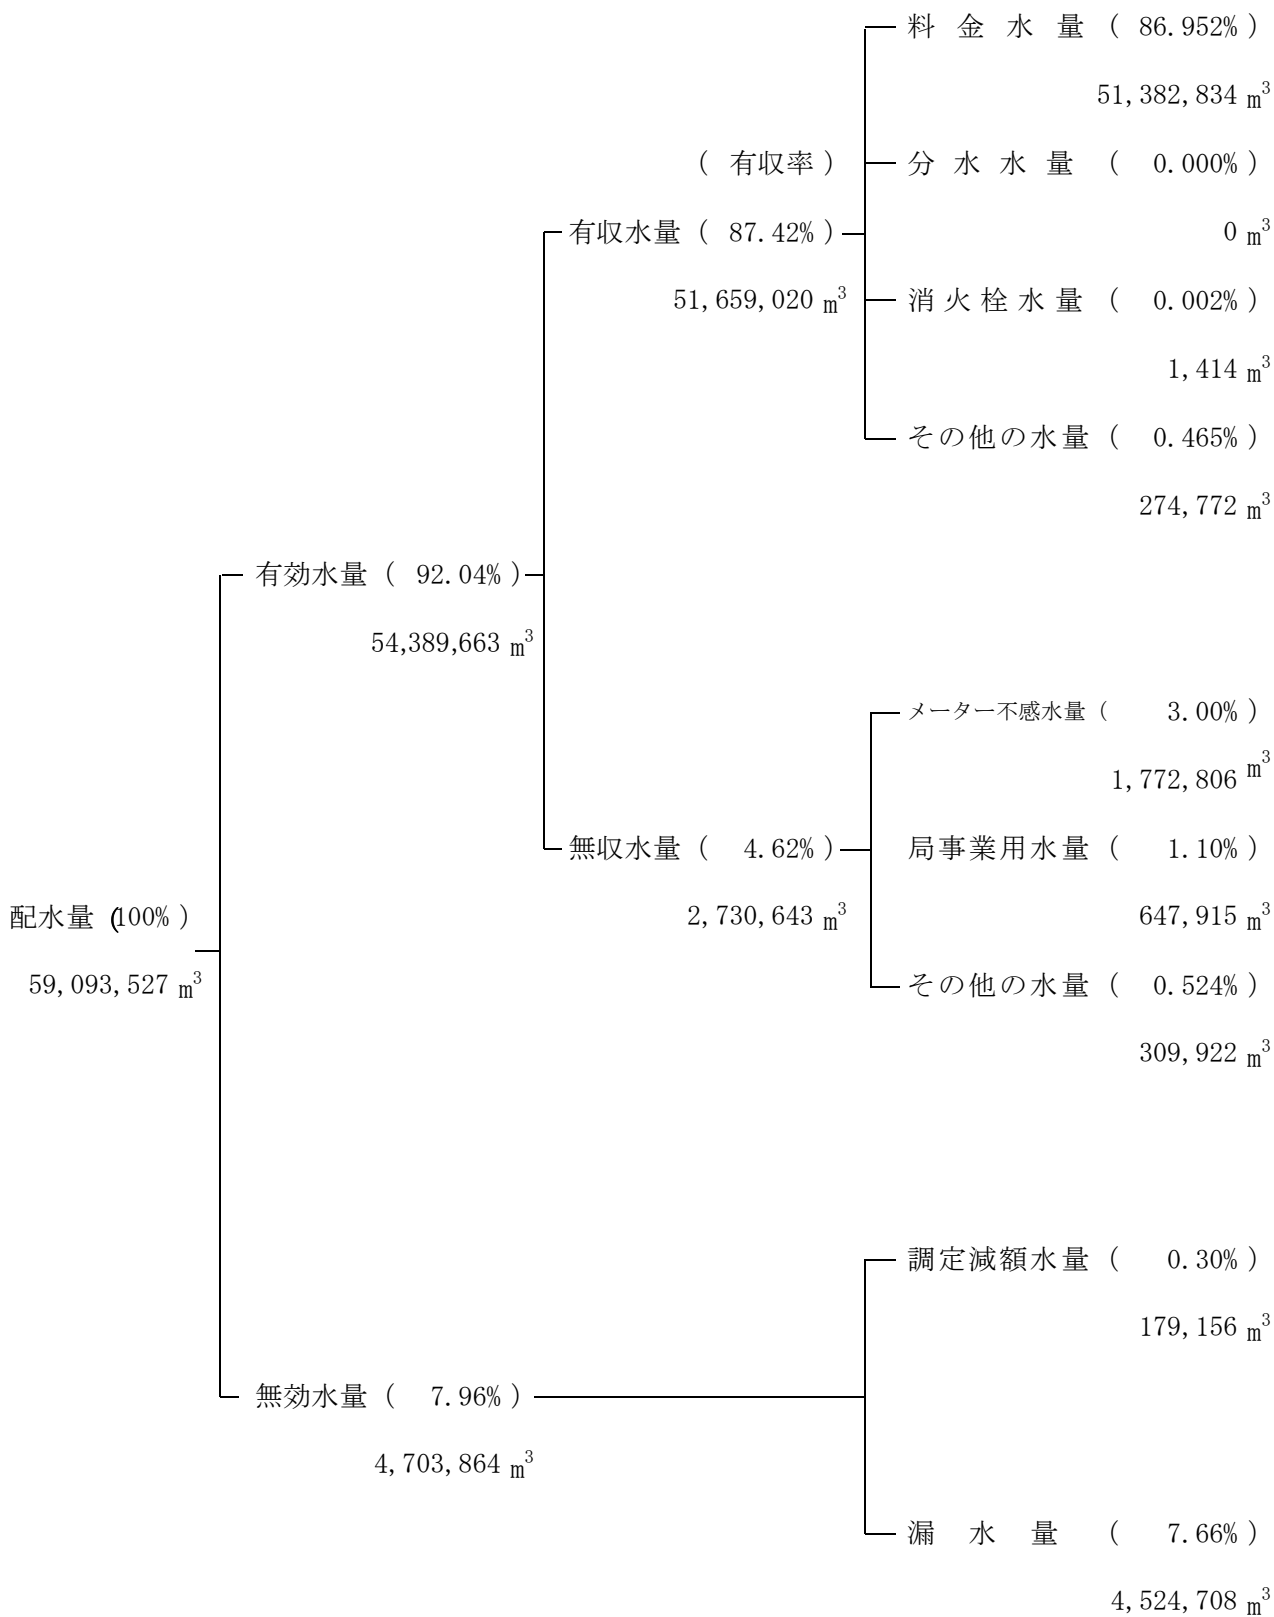 料金水量 ( 86.952% )
51,382,834 m³
( 有収率 )
分水水量 ( 0.000% )
有収水量 ( 87.42% )
0 m³
51,659,020 m³
消火栓水量 ( 0.002% )
1,414 m³
その他の水量 ( 0.465% )
274,772 m³
有効水量 ( 92.04% )
54,389,663 m³
メーター不感水量 ( 3.00% )
1,772,806 m³
無収水量 ( 4.62% )
局事業用水量 ( 1.10% )
2,730,643 m³
647,915 m³
配水量 (100% )
59,093,527 m³
その他の水量 ( 0.524% )
309,922 m³
調定減額水量 ( 0.30% )
179,156 m³
無効水量 ( 7.96% )
4,703,864 m³
漏水量 ( 7.66% )
4,524,708 m³